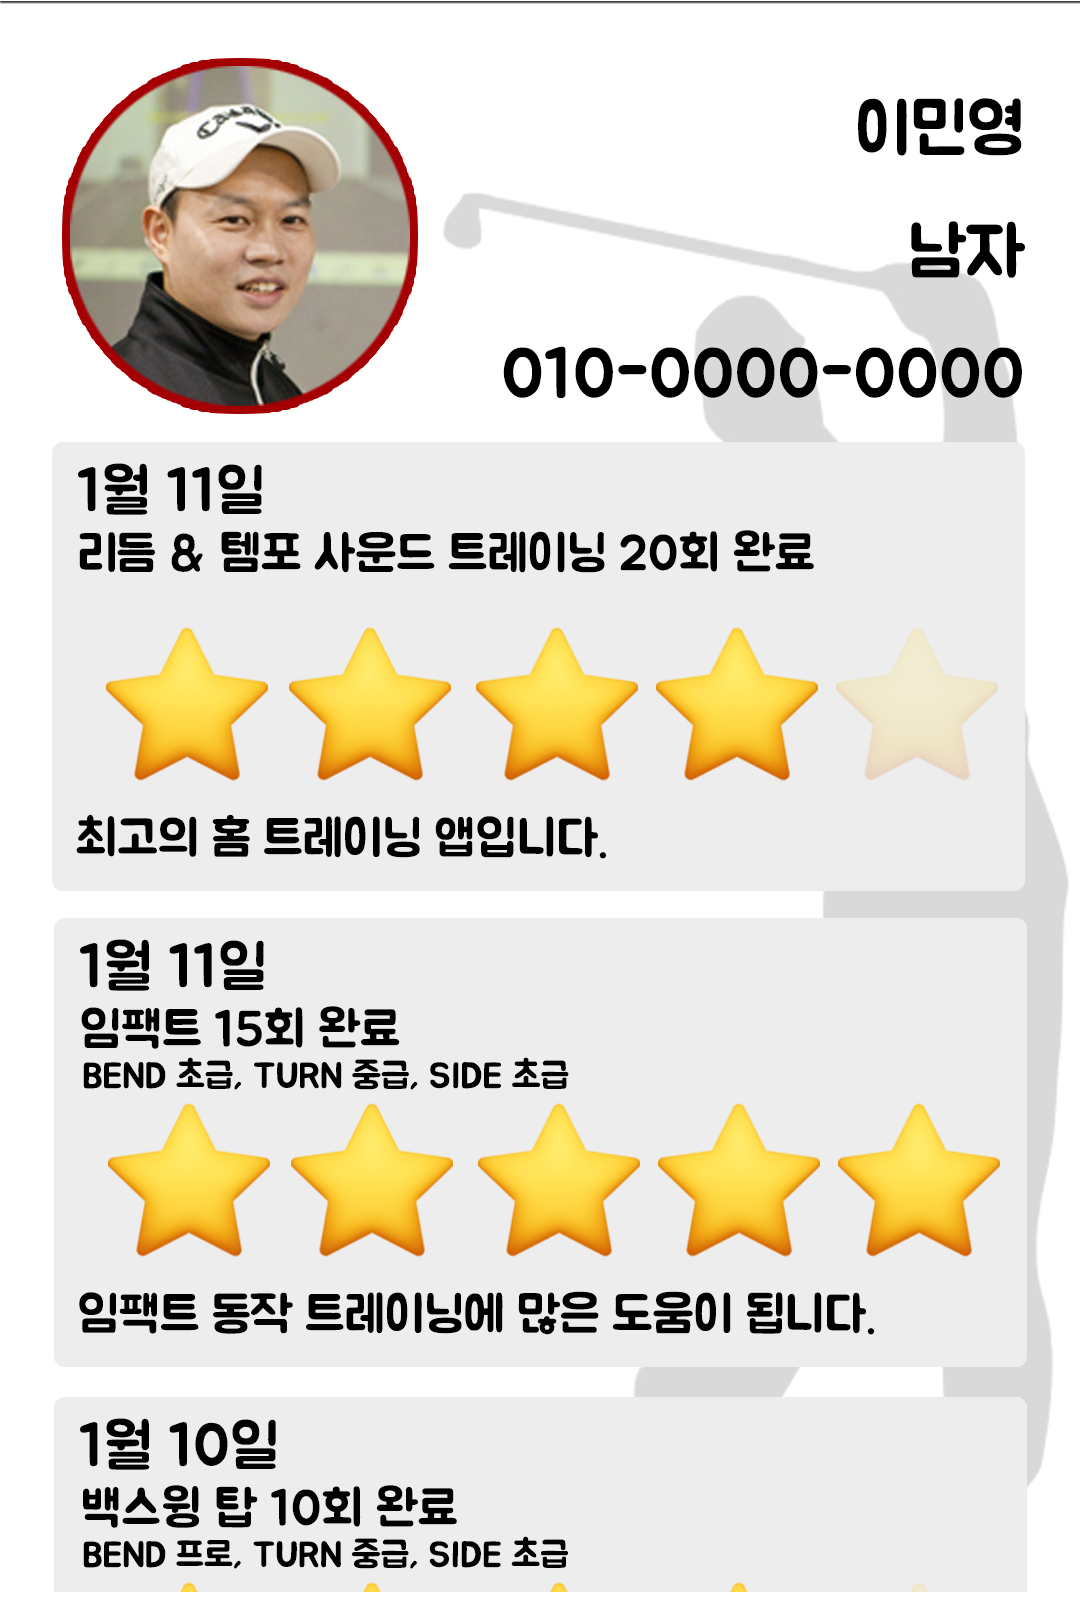 Callaway
이민영
남자
010-0000-0000
1월 11일
리듬 & 템포 사운드 트레이닝 20회 완료
최고의 홈 트레이닝 앱입니다.
1월 11일
임팩트 15회 완료
BEND 초급, TURN 중급, SIDE 초급
임팩트 동작 트레이닝에 많은 도움이 됩니다.
1월 10일
백스윙 탑 10회 완료
BEND 프로, TURN 중급, SIDE 초급